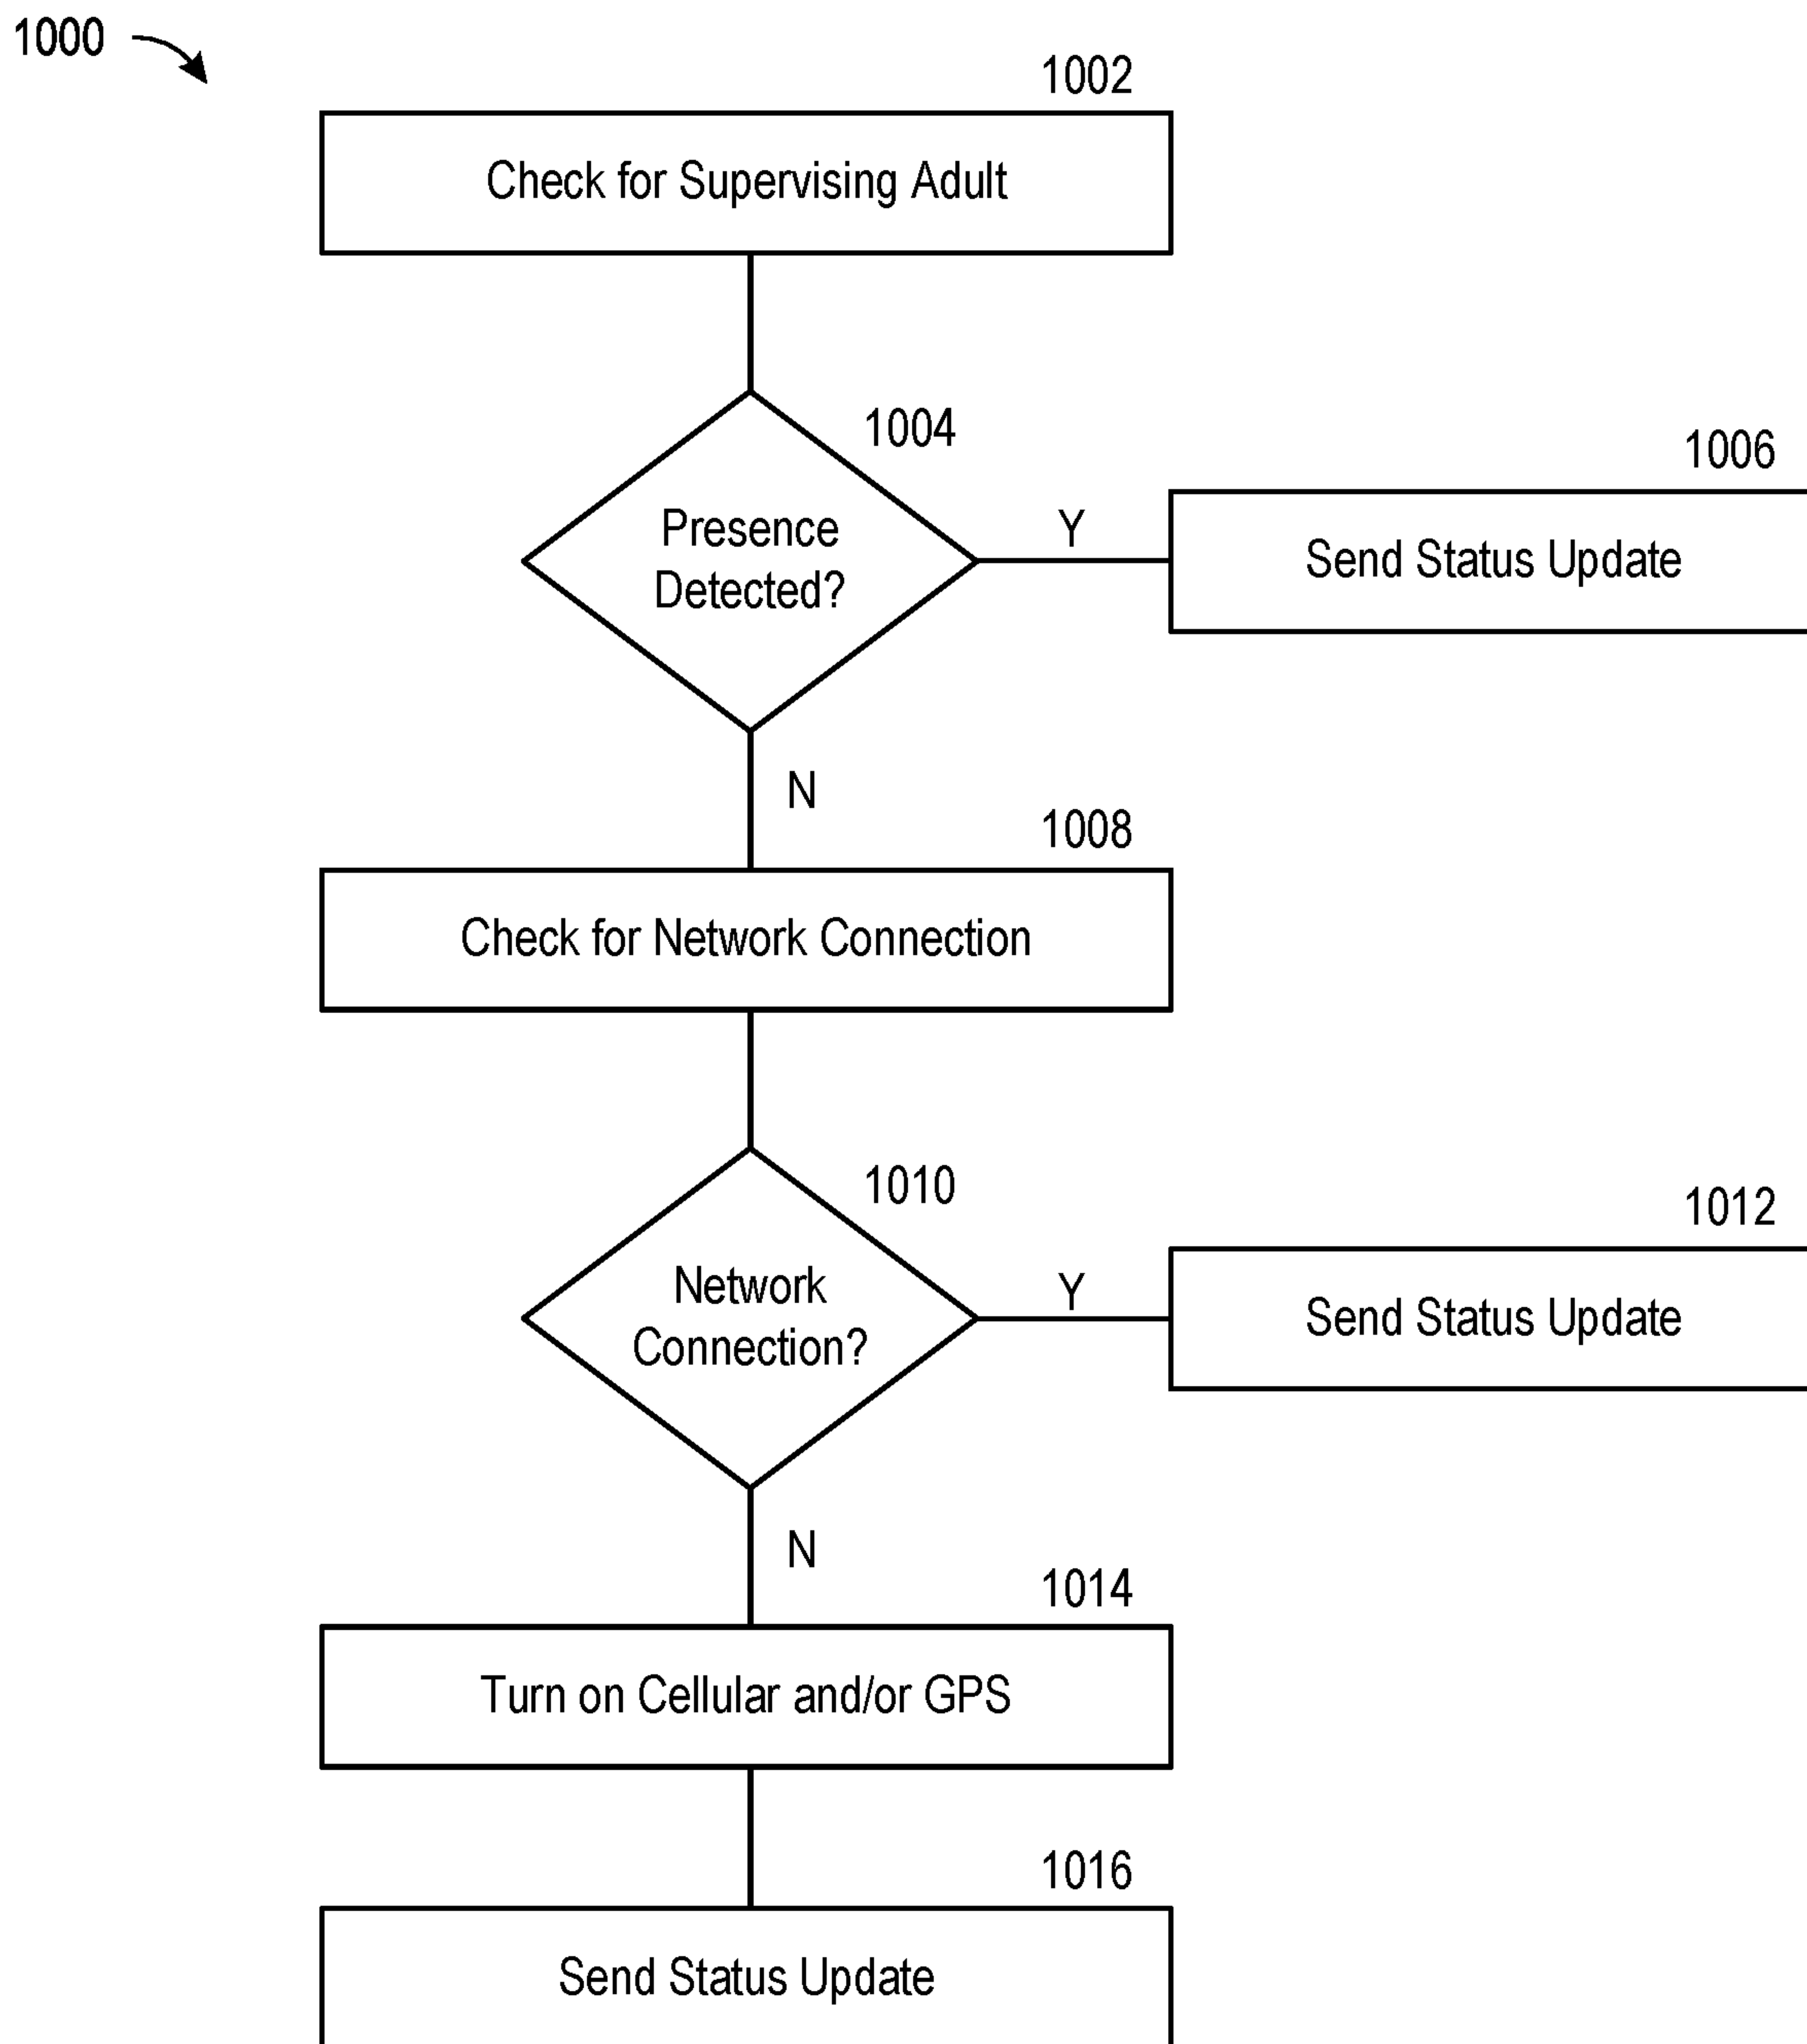 1000
1002
Check for Supervising Adult
1004
Presence
Detected?
Y
1006
Send Status Update
N
1008
Check for Network Connection
1010
Network
Connection?
Y
1012
Send Status Update
N
1014
Turn on Cellular and/or GPS
1016
Send Status Update